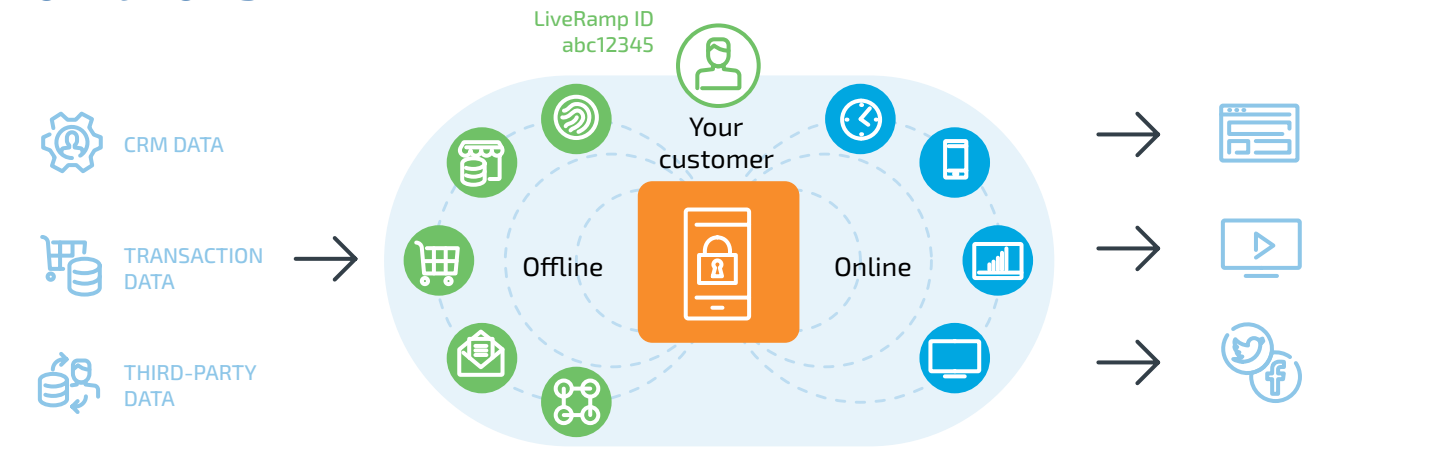 LiveRamp ID
abc12345
Your
customer
CRM DATA
TRANSACTION
DATA
THIRD-PARTY
DATA
Offline
Online